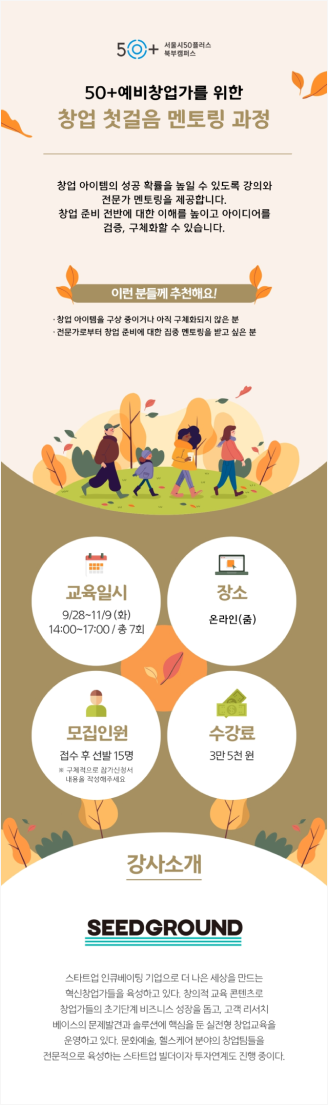 50+ 서울시50플러스
북부캠퍼스
50+예비창업가를 위한
창업 첫걸음 멘토링 과정
창업 아이템의 성공 확률을 높일 수 있도록 강의와
전문가 멘토링을 제공합니다.
창업 준비 전반에 대한 이해를 높이고 아이디어를
검증, 구체화할 수 있습니다.
이런 분들께 추천해요!
· 창업 아이템을 구상 중이거나 아직 구체화되지 않은 분
· 전문가로부터 창업 준비에 대한 집중 멘토링을 받고 싶은 분
교육일시
9/28~11/9 (화)
14:00~17:00 / 총 7회
장소
온라인(줌)
모집인원
접수 후 선발 15명
※ 구체적으로 참가신청서
내용을 작성해주세요
수강료
3만 5천 원
강사소개
SEEDGROUND
스타트업 인큐베이팅 기업으로 더 나은 세상을 만드는
혁신창업가들을 육성하고 있다. 창의적 교육 콘텐츠로
창업가들의 초기단계 비즈니스 성장을 돕고, 고객 리서치
베이스의 문제발견과 솔루션에 핵심을 둔 실전형 창업교육을
운영하고 있다. 문화예술, 헬스케어 분야의 창업팀들을
전문적으로 육성하는 스타트업 빌더이자 투자연계도 진행 중이다.